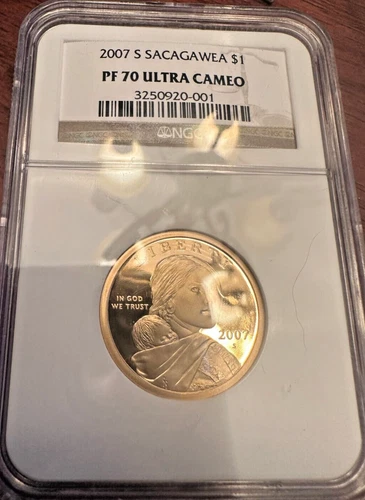 2007 S SACAGAWEA $1
PF 70 ULTRA CAMEO
3250920-001
NGC
LIBERTY
IN GOD
WE TRUST
2007
S